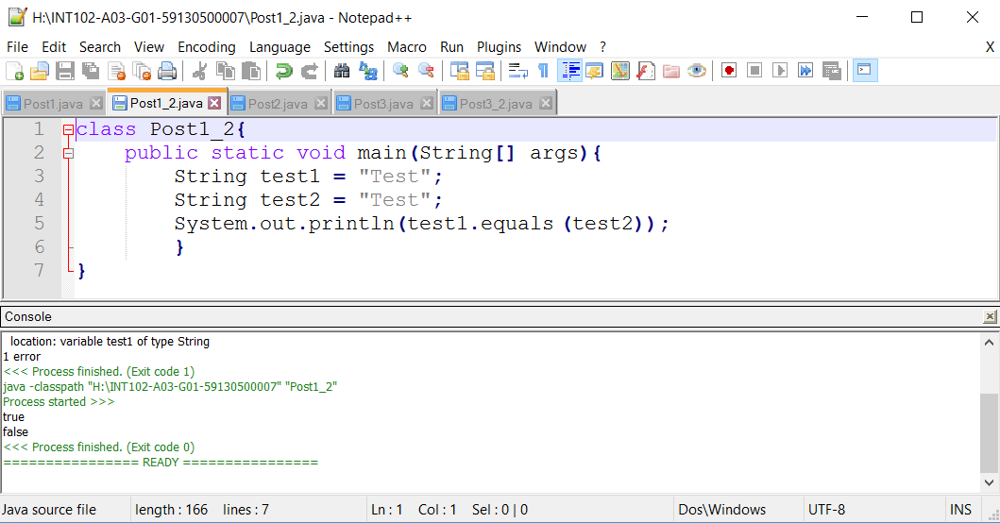 H:\INT102-A03-G01-59130500007\Post1_2.java - Notepad++
File Edit Search View Encoding Language Settings Macro Run Plugins Window ? X
Post1.java Post1_2.java Post2.java Post3.java Post3_2.java
1 class Post1_2{
2 public static void main(String[] args){
3 String test1 = "Test";
4 String test2 = "Test";
5 System.out.println(test1.equals (test2));
6 }
7 }
Console
location: variable test1 of type String
1 error
<<< Process finished. (Exit code 1)
java -classpath "H:\INT102-A03-G01-59130500007" "Post1_2"
Process started >>>
true
false
<<< Process finished. (Exit code 0)
================ READY ================
Java source file length : 166 lines : 7 Ln : 1 Col : 1 Sel : 0 | 0 Dos\Windows UTF-8 INS